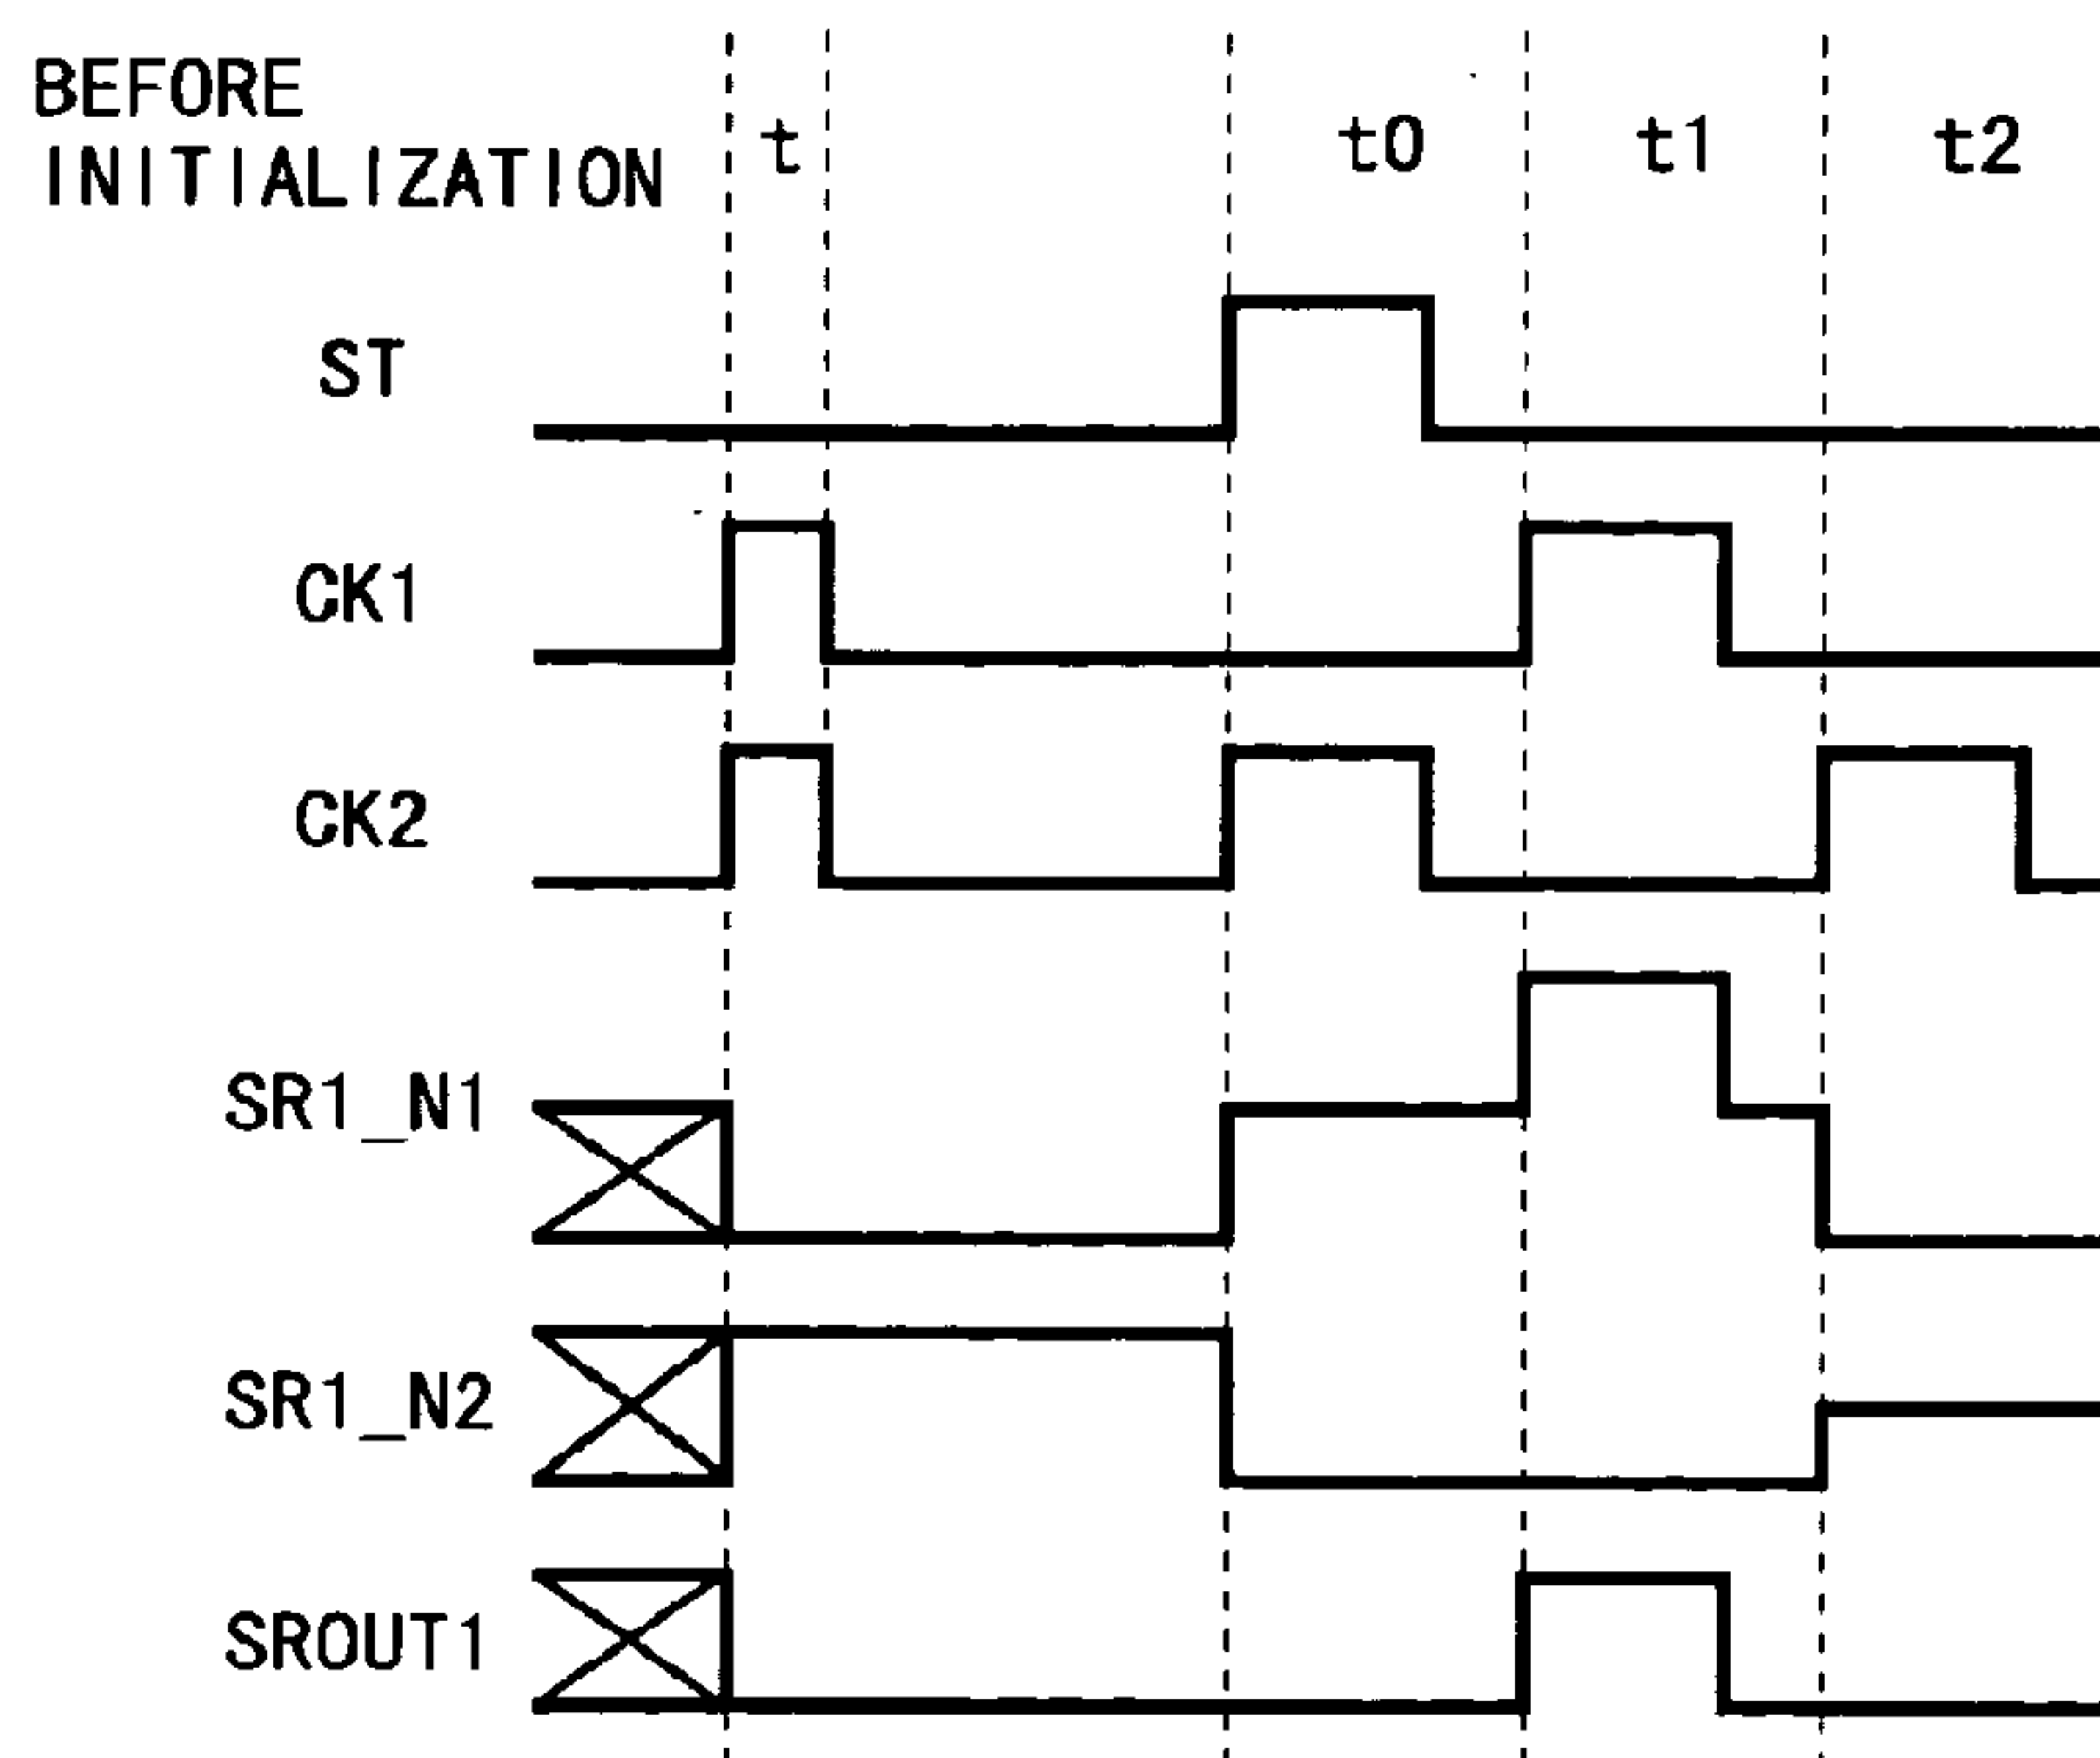 BEFORE
INITIALIZATION
t
t0
t1
t2
ST
CK1
CK2
SR1_N1
SR1_N2
SROUT1